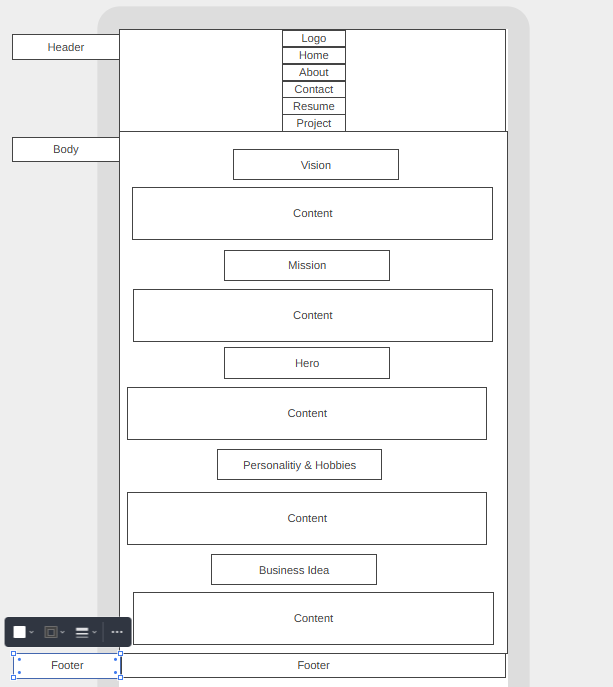 Logo
Header
Home
About
Contact
Resume
Project
Body
Vision
Content
Mission
Content
Hero
Content
Personalitiy & Hobbies
Content
Business Idea
Content
Footer
Footer